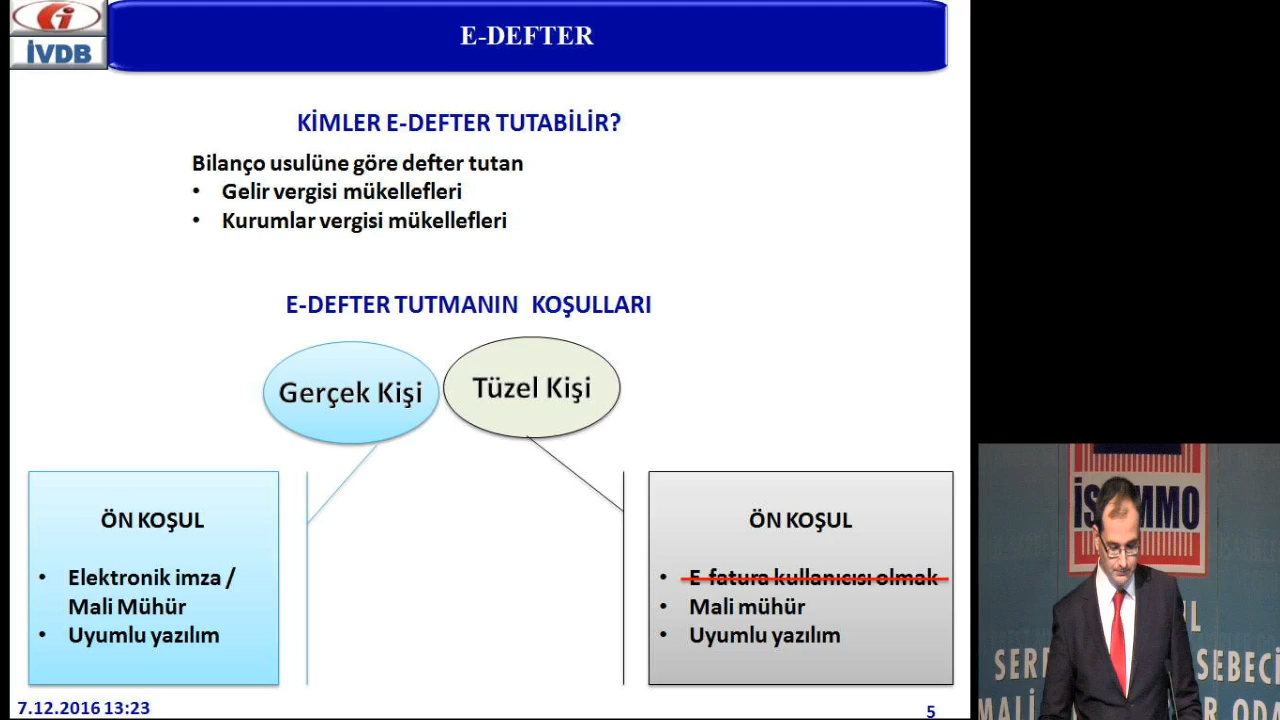 İVDB
E-DEFTER
KİMLER E-DEFTER TUTABİLİR?
Bilanço usulüne göre defter tutan
• Gelir vergisi mükellefleri
• Kurumlar vergisi mükellefleri
E-DEFTER TUTMANIN KOŞULLARI
Gerçek Kişi
Tüzel Kişi
ÖN KOŞUL
• Elektronik imza /
Mali Mühür
• Uyumlu yazılım
ÖN KOŞUL
• E-fatura kullanıcısı olmak
• Mali mühür
• Uyumlu yazılım
7.12.2016 13:23
5